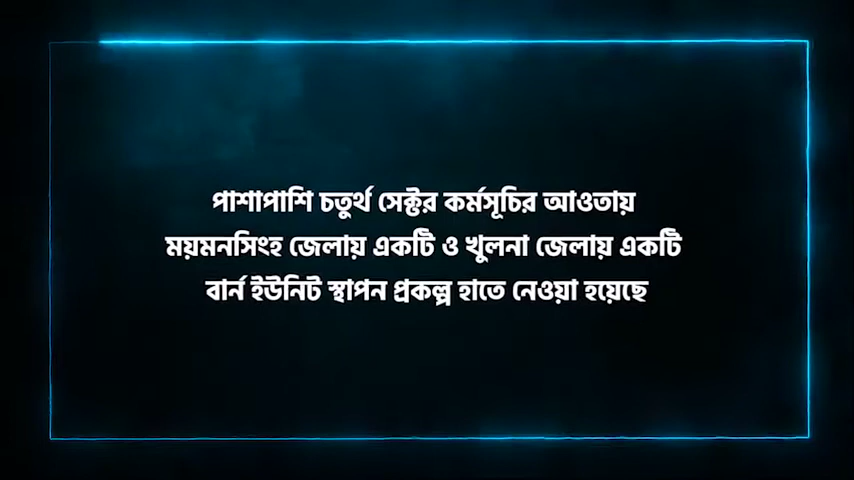 পাশাপাশি চতুর্থ সেক্টর কর্মসূচির আওতায়
ময়মনসিংহ জেলায় একটি ও খুলনা জেলায় একটি
বার্ন ইউনিট স্থাপন প্রকল্প হাতে নেওয়া হয়েছে